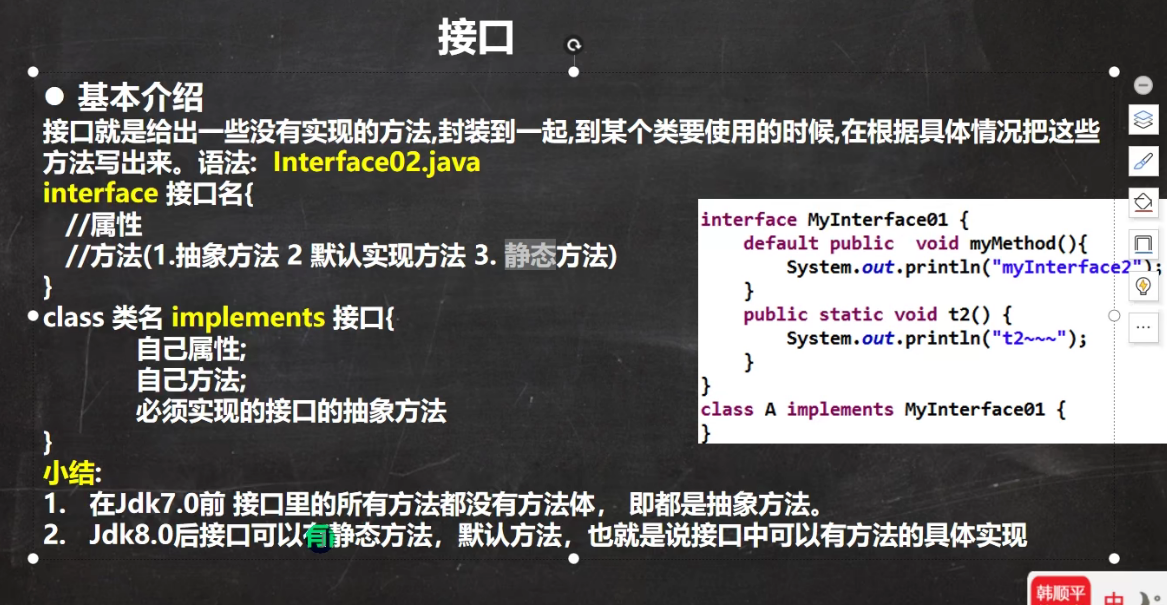 接口
● 基本介绍
接口就是给出一些没有实现的方法,封装到一起,到某个类要使用的时候,在根据具体情况把这些
方法写出来。语法: Interface02.java
interface 接口名{
//属性
//方法(1.抽象方法 2 默认实现方法 3. 静态方法)
}
class 类名 implements 接口{
自己属性;
自己方法;
必须实现的接口的抽象方法
}
小结:
1. 在Jdk7.0前 接口里的所有方法都没有方法体， 即都是抽象方法。
2. Jdk8.0后接口可以有静态方法，默认方法，也就是说接口中可以有方法的具体实现
interface MyInterface01 {
default public void myMethod(){
System.out.println("myInterface2");
}
public static void t2() {
System.out.println("t2~~~");
}
}
class A implements MyInterface01 {
}
韩顺平
中